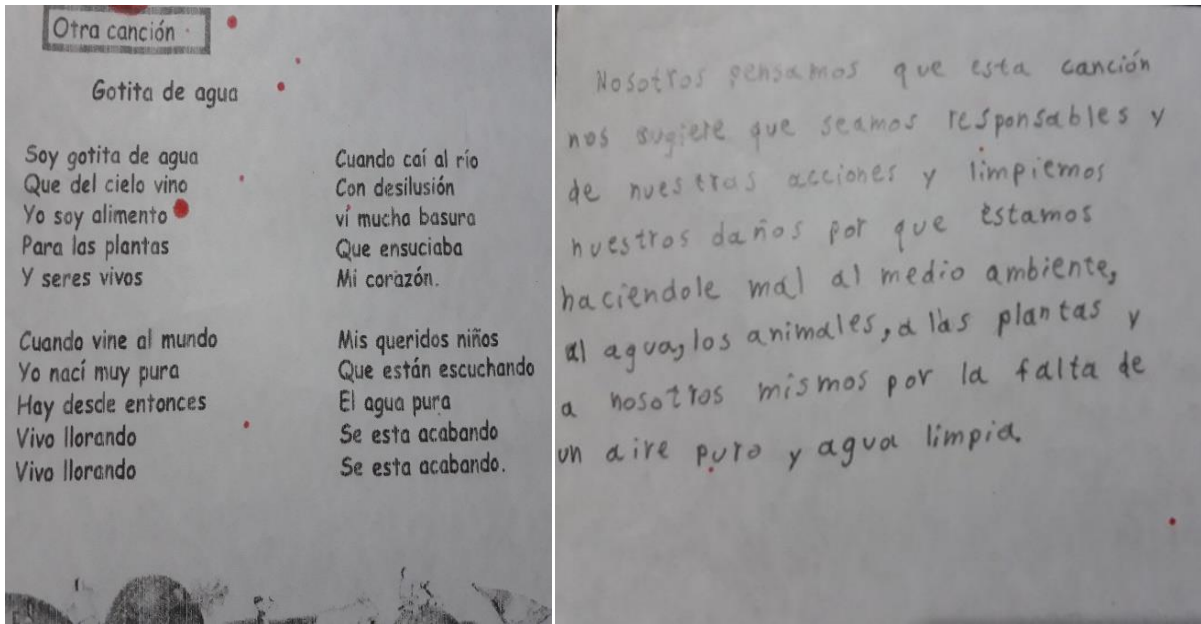 Otra canción
Gotita de agua
Soy gotita de agua
Que del cielo vino
Yo soy alimento
Para las plantas
Y seres vivos
Cuando vine al mundo
Yo nací muy pura
Hay desde entonces
Vivo llorando
Vivo llorando
Cuando caí al río
Con desilusión
ví mucha basura
Que ensuciaba
Mi corazón.
Mis queridos niños
Que están escuchando
El agua pura
Se esta acabando
Se esta acabando.
Nosotros pensamos que esta canción
nos sugiere que seamos responsables y
de nuestras acciones y limpiemos
nuestros daños por que estamos
haciendole mal al medio ambiente,
al agua, los animales, a las plantas y
a nosotros mismos por la falta de
un aire puro y agua limpia.